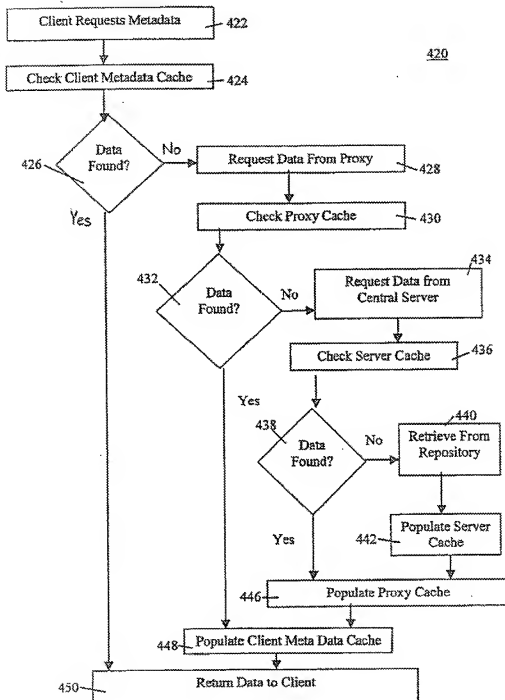 Client Requests Metadata
422
420
Check Client Metadata Cache
424
Data
Found?
426
No
Yes
Request Data From Proxy
428
Check Proxy Cache
430
432
Data
Found?
No
Yes
434
Request Data from
Central Server
Check Server Cache
436
438
Data
Found?
No
Yes
440
Retrieve From
Repository
442
Populate Server
Cache
446
Populate Proxy Cache
448
Populate Client Meta Data Cache
450
Return Data to Client